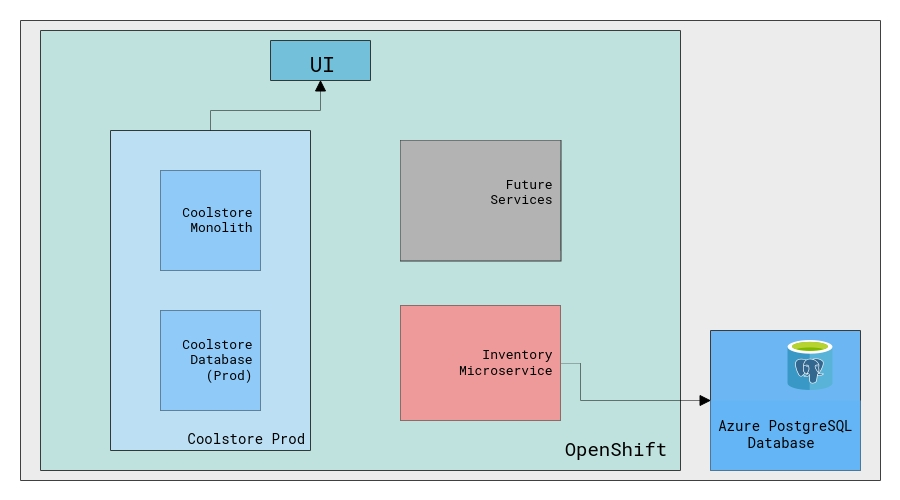 UI
Coolstore
Monolith
Future
Services
Coolstore
Database
(Prod)
Inventory
Microservice
Coolstore Prod
OpenShift
Azure PostgreSQL
Database